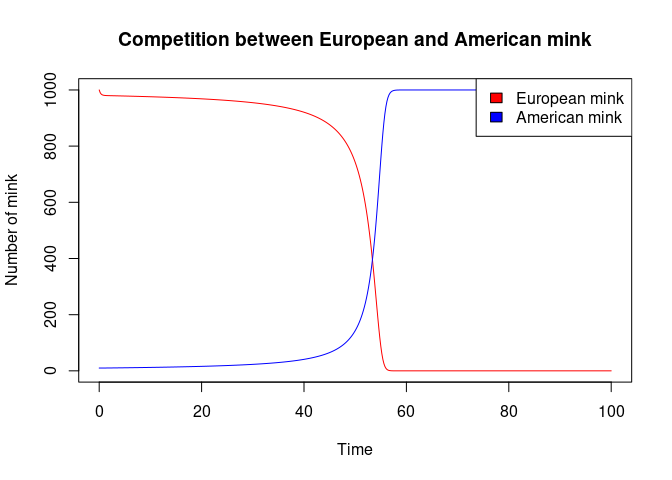 Competition between European and American mink
European mink
American mink
Number of mink
1000
800
600
400
200
0
0 20 40 60 80 100
Time